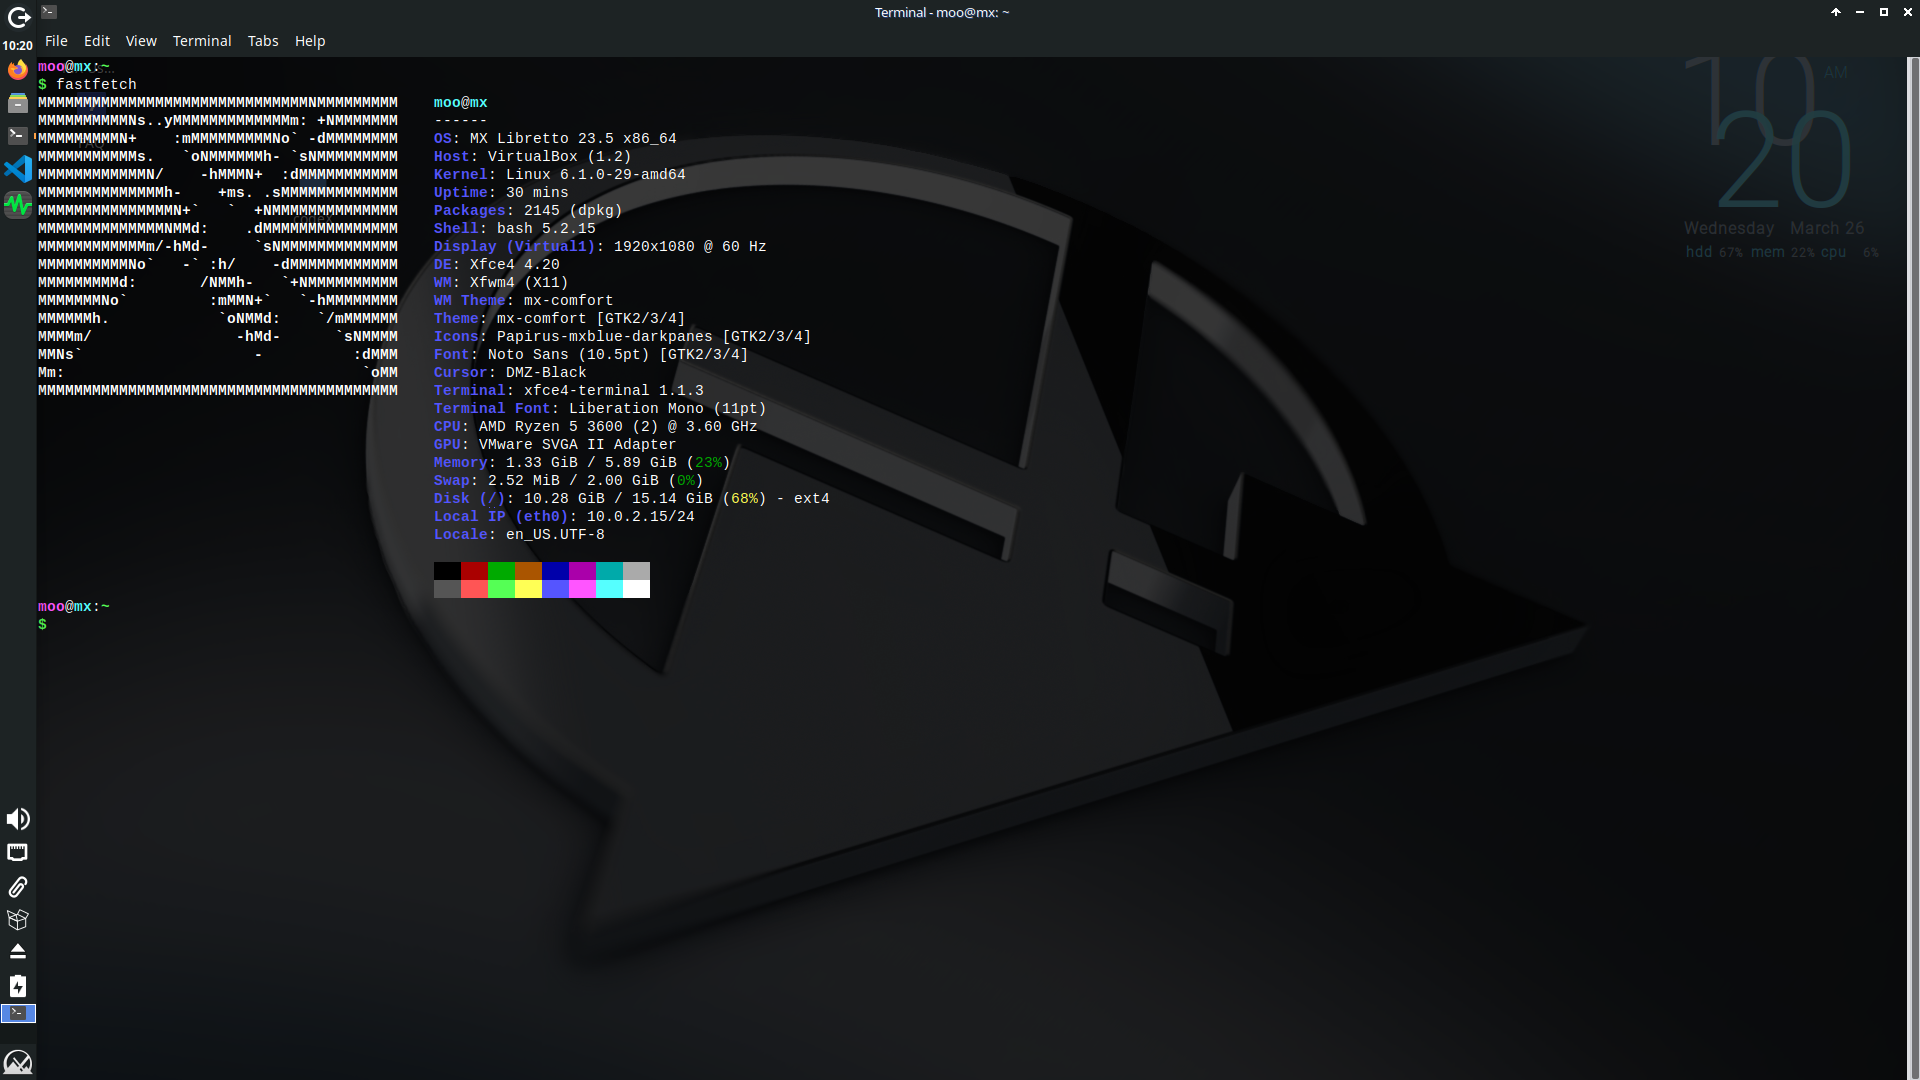 Terminal - moo@mx: ~
10:20
File Edit View Terminal Tabs Help
moo@mx:~
$ fastfetch
MMMMMMMMMMMMMMMMMMMMMMMMMMMMMMNMMMMMMMMM
MMMMMMMMMMNs..yMMMMMMMMMMMMMm: +NMMMMMMM
MMMMMMMMMN+    :mMMMMMMMMMNo` -dMMMMMMMM
MMMMMMMMMMMs.   `oNMMMMMMh- `sNMMMMMMMMM
MMMMMMMMMMMMN/    -hMMMN+  :dMMMMMMMMMMM
MMMMMMMMMMMMMMh-    +ms. .sMMMMMMMMMMMMM
MMMMMMMMMMMMMMMN+`   `  +NMMMMMMMMMMMMMM
MMMMMMMMMMMMMMNMMd:    .dMMMMMMMMMMMMMMM
MMMMMMMMMMMMm/-hMd-     `sNMMMMMMMMMMMMM
MMMMMMMMMMNo`   -` :h/    -dMMMMMMMMMMMM
MMMMMMMMMd:       /NMMh-   `+NMMMMMMMMMM
MMMMMMMNo`         :mMMN+`   `-hMMMMMMMM
MMMMMMh.            `oNMMd:    `/mMMMMMM
MMMMm/                -hMd-      `sNMMMM
MMNs`                   -          :dMMM
Mm:                                 `oMM
MMMMMMMMMMMMMMMMMMMMMMMMMMMMMMMMMMMMMMMM
moo@mx
------
OS: MX Libretto 23.5 x86_64
Host: VirtualBox (1.2)
Kernel: Linux 6.1.0-29-amd64
Uptime: 30 mins
Packages: 2145 (dpkg)
Shell: bash 5.2.15
Display (Virtual1): 1920x1080 @ 60 Hz
DE: Xfce4 4.20
WM: Xfwm4 (X11)
WM Theme: mx-comfort
Theme: mx-comfort [GTK2/3/4]
Icons: Papirus-mxblue-darkpanes [GTK2/3/4]
Font: Noto Sans (10.5pt) [GTK2/3/4]
Cursor: DMZ-Black
Terminal: xfce4-terminal 1.1.3
Terminal Font: Liberation Mono (11pt)
CPU: AMD Ryzen 5 3600 (2) @ 3.60 GHz
GPU: VMware SVGA II Adapter
Memory: 1.33 GiB / 5.89 GiB (23%)
Swap: 2.52 MiB / 2.00 GiB (0%)
Disk (/): 10.28 GiB / 15.14 GiB (68%) - ext4
Local IP (eth0): 10.0.2.15/24
Locale: en_US.UTF-8
moo@mx:~
$
10 AM
20
Wednesday March 26
hdd 67% mem 22% cpu 6%